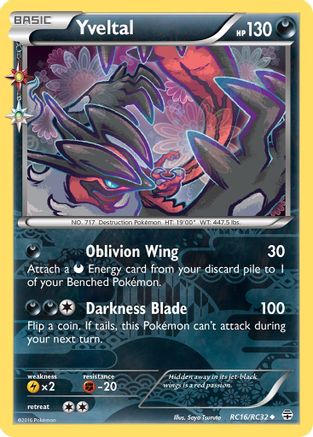 BASIC
Yveltal
HP 130
NO. 717 Destruction Pokémon HT: 19'00" WT: 447.5 lbs.
Oblivion Wing 30
Attach a Energy card from your discard pile to 1
of your Benched Pokémon.
Darkness Blade 100
Flip a coin. If tails, this Pokémon can't attack during
your next turn.
weakness
×2
resistance
-20
Hidden away in its jet-black
wings is a red passion.
retreat
Illus. Sayo Tsuruta
RC16/RC32
©2016 Pokémon